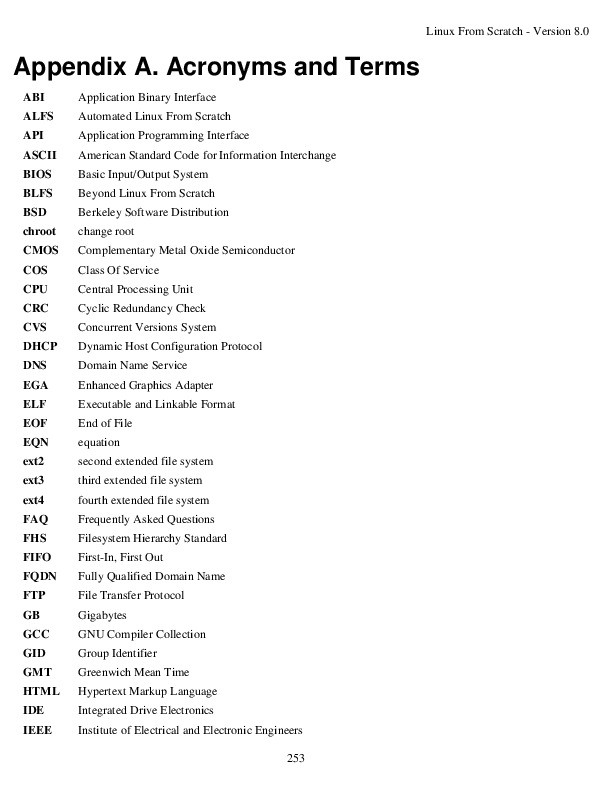 Linux From Scratch - Version 8.0
Appendix A. Acronyms and Terms
ABI Application Binary Interface
ALFS Automated Linux From Scratch
API Application Programming Interface
ASCII American Standard Code for Information Interchange
BIOS Basic Input/Output System
BLFS Beyond Linux From Scratch
BSD Berkeley Software Distribution
chroot change root
CMOS Complementary Metal Oxide Semiconductor
COS Class Of Service
CPU Central Processing Unit
CRC Cyclic Redundancy Check
CVS Concurrent Versions System
DHCP Dynamic Host Configuration Protocol
DNS Domain Name Service
EGA Enhanced Graphics Adapter
ELF Executable and Linkable Format
EOF End of File
EQN equation
ext2 second extended file system
ext3 third extended file system
ext4 fourth extended file system
FAQ Frequently Asked Questions
FHS Filesystem Hierarchy Standard
FIFO First-In, First Out
FQDN Fully Qualified Domain Name
FTP File Transfer Protocol
GB Gigabytes
GCC GNU Compiler Collection
GID Group Identifier
GMT Greenwich Mean Time
HTML Hypertext Markup Language
IDE Integrated Drive Electronics
IEEE Institute of Electrical and Electronic Engineers
253